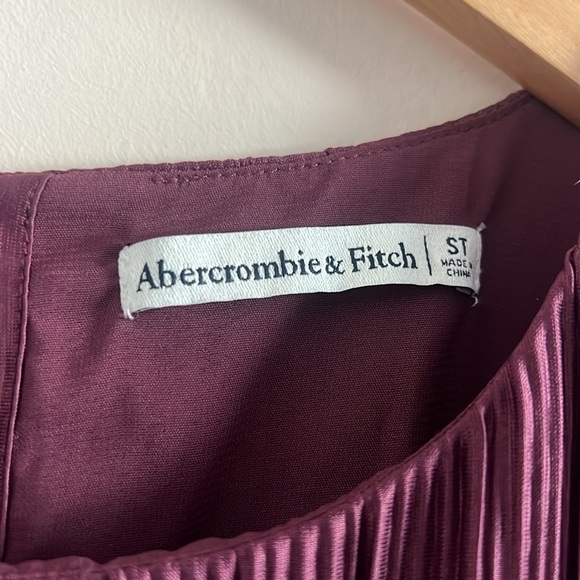 Abercrombie & Fitch | ST
MADE IN
CHINA